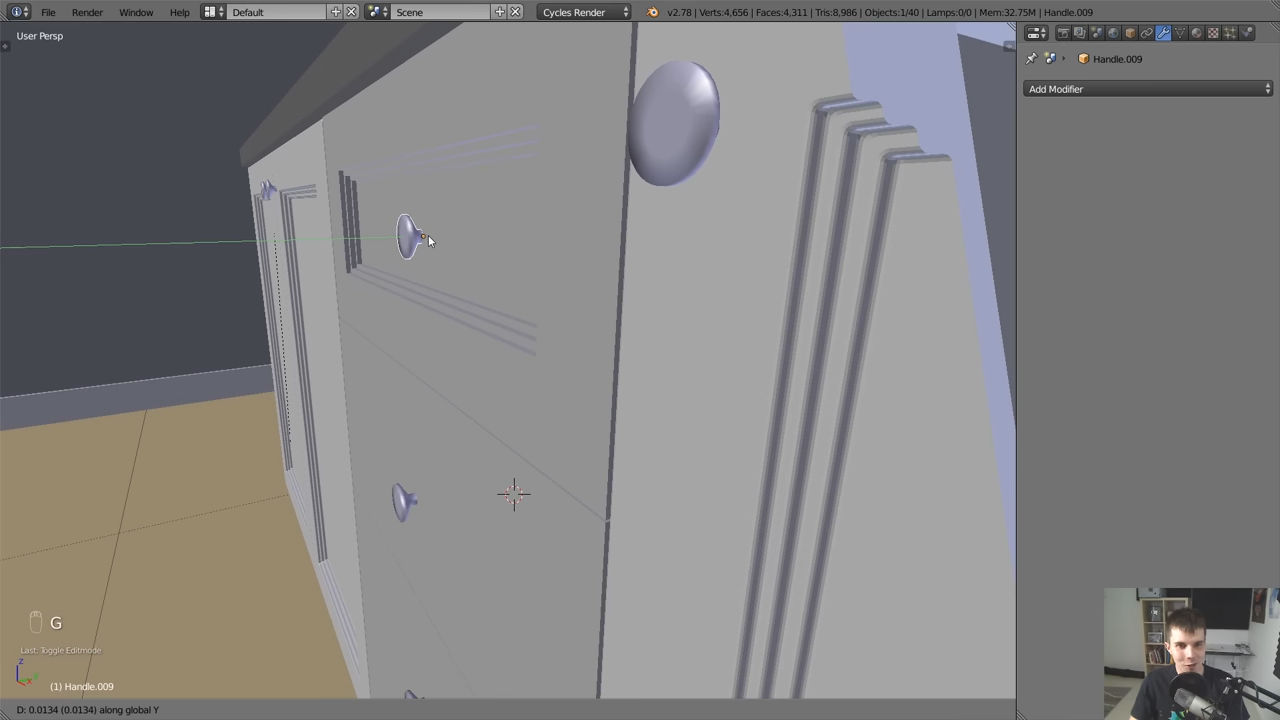 File Render Window Help Default Scene Cycles Render v2.78 | Verts:4,656 | Faces:4,311 | Tris:8,986 | Objects:1/40 | Lamps:0/0 | Mem:32.75M | Handle.009
User Persp
Handle.009
Add Modifier
G
Last: Toggle Editmode
z
(1) Handle.009
D: 0.0134 (0.0134) along global Y